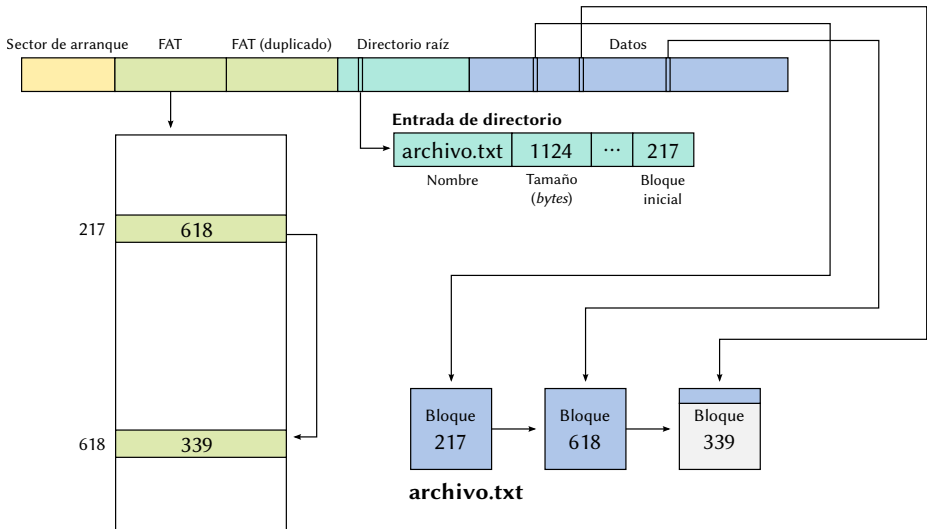 Sector de arranque
FAT
FAT (duplicado)
Directorio raíz
Datos
Entrada de directorio
archivo.txt
1124
...
217
Nombre
Tamaño
(bytes)
Bloque
inicial
217
618
618
339
Bloque
217
Bloque
618
Bloque
339
archivo.txt